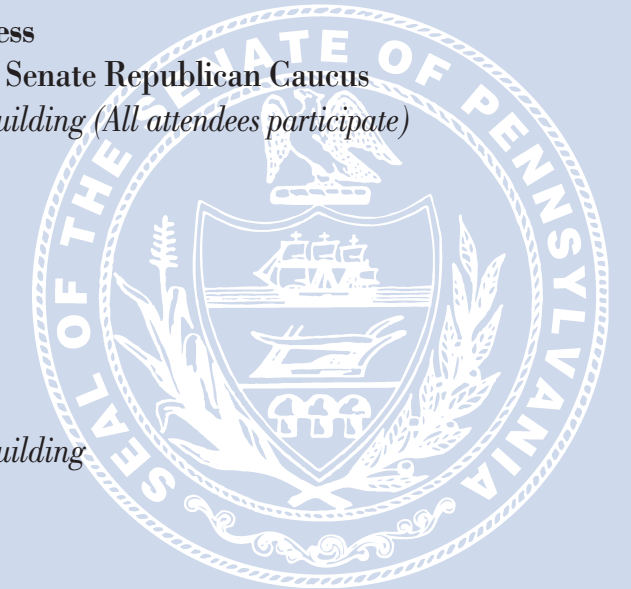 ess
Senate Republican Caucus
uilding (All attendees participate)
uilding
SEAL OF THE SENATE OF PENNSYLVANIA